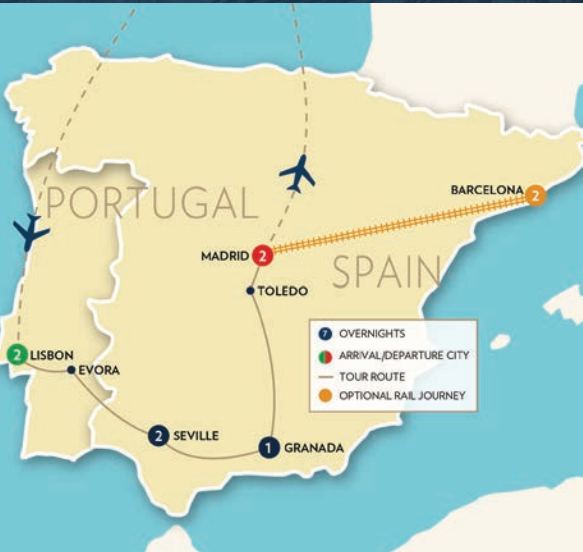 PORTUGAL
BARCELONA 2
MADRID 2
SPAIN
TOLEDO
7 OVERNIGHTS
ARRIVAL/DEPARTURE CITY
TOUR ROUTE
OPTIONAL RAIL JOURNEY
2 LISBON
EVORA
2 SEVILLE
1 GRANADA